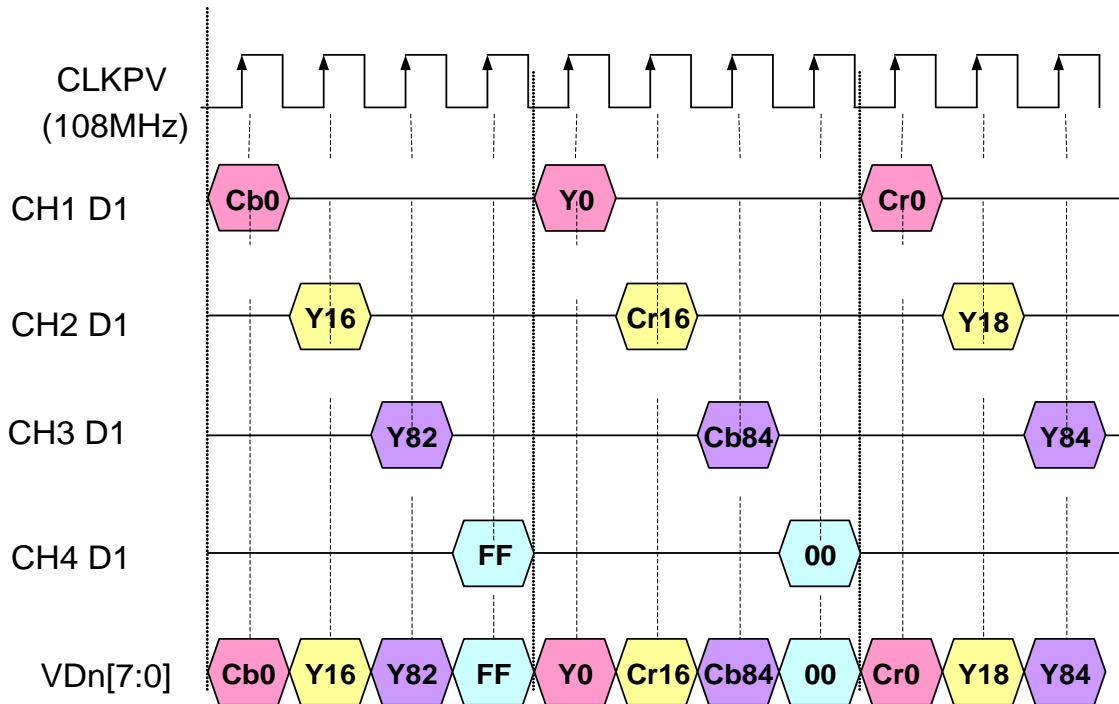 CLKPV
(108MHz)
CH1 D1
Cb0
Y0
Cr0
CH2 D1
Y16
Cr16
Y18
CH3 D1
Y82
Cb84
Y84
CH4 D1
FF
00
VDn[7:0]
Cb0
Y16
Y82
FF
Y0
Cr16
Cb84
00
Cr0
Y18
Y84